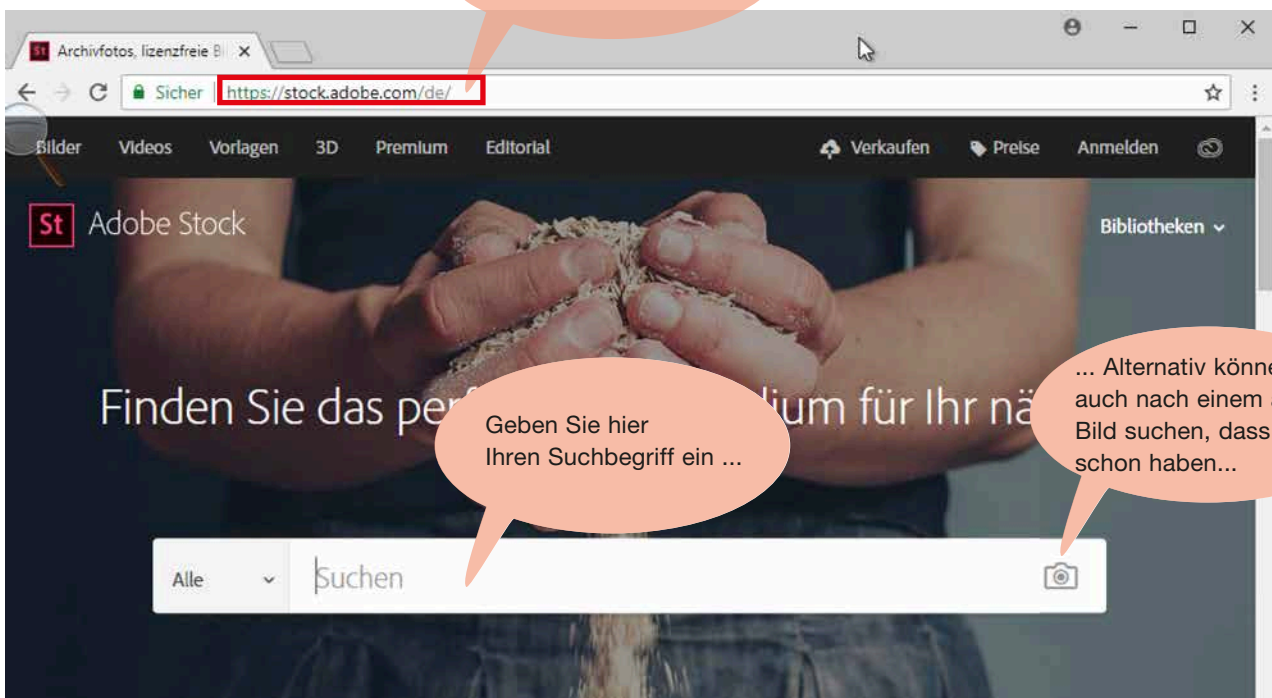 Archivfotos, lizenzfreie B
Sicher https://stock.adobe.com/de/
Bilder Videos Vorlagen 3D Premium Editorial Verkaufen Preise Anmelden
St Adobe Stock Bibliotheken
Finden Sie das per ium für Ihr nä
Geben Sie hier
Ihren Suchbegriff ein ...
... Alternativ könne
auch nach einem
Bild suchen, dass
schon haben...
Alle Suchen